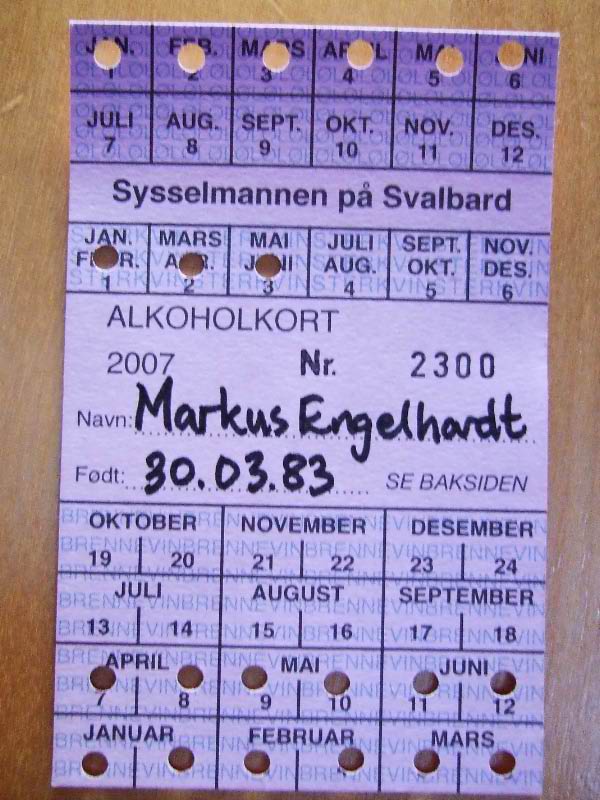 JAN. FEB. MARS APRIL MAI JUNI
1 2 3 4 5 6
JULI AUG. SEPT. OKT. NOV. DES.
7 8 9 10 11 12
Sysselmannen på Svalbard
JAN. MARS MAI JULI SEPT. NOV.
FEBR. APR. JUNI AUG. OKT. DES.
1 2 3 4 5 6
ALKOHOLKORT
2007 Nr. 2300
Navn: Markus Engelhardt
Født: 30.03.83 SE BAKSIDEN
OKTOBER NOVEMBER DESEMBER
19 20 21 22 23 24
JULI AUGUST SEPTEMBER
13 14 15 16 17 18
APRIL MAI JUNI
7 8 9 10 11 12
JANUAR FEBRUAR MARS